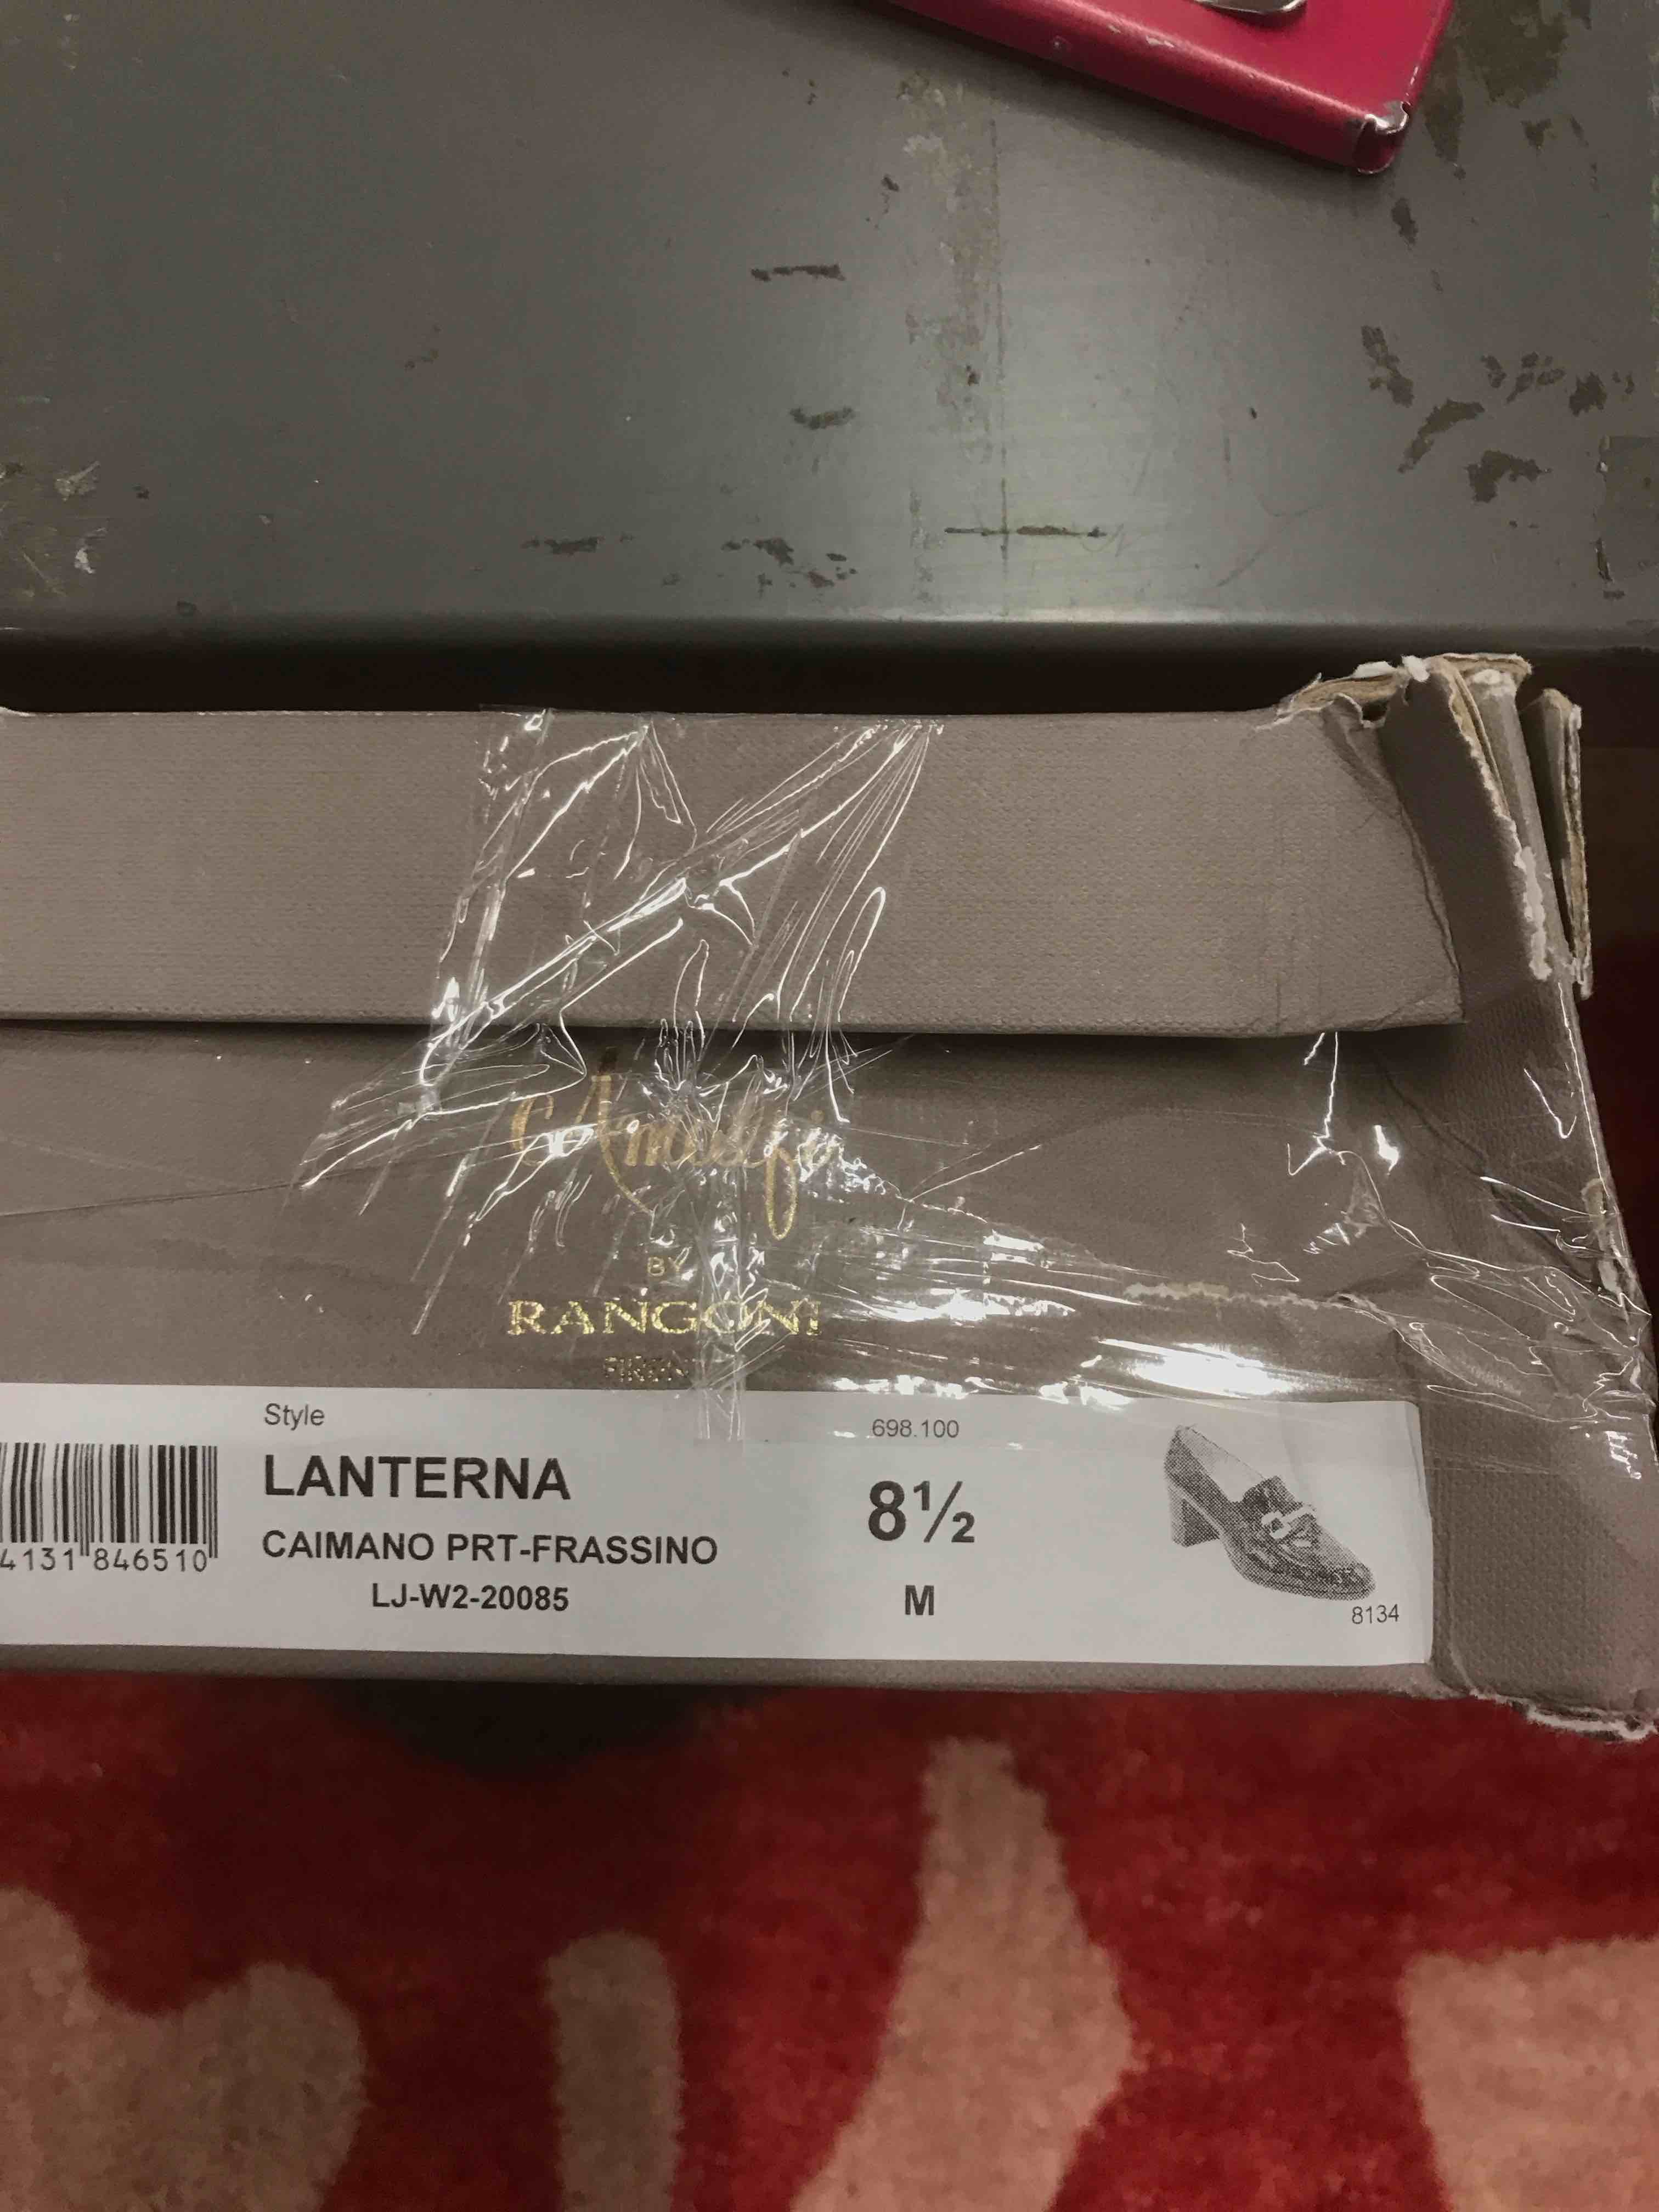 Amalfi
BY
RANGONI
Style
LANTERNA
CAIMANO PRT-FRASSINO
LJ-W2-20085
4131 846510
698.100
8½
M
8134